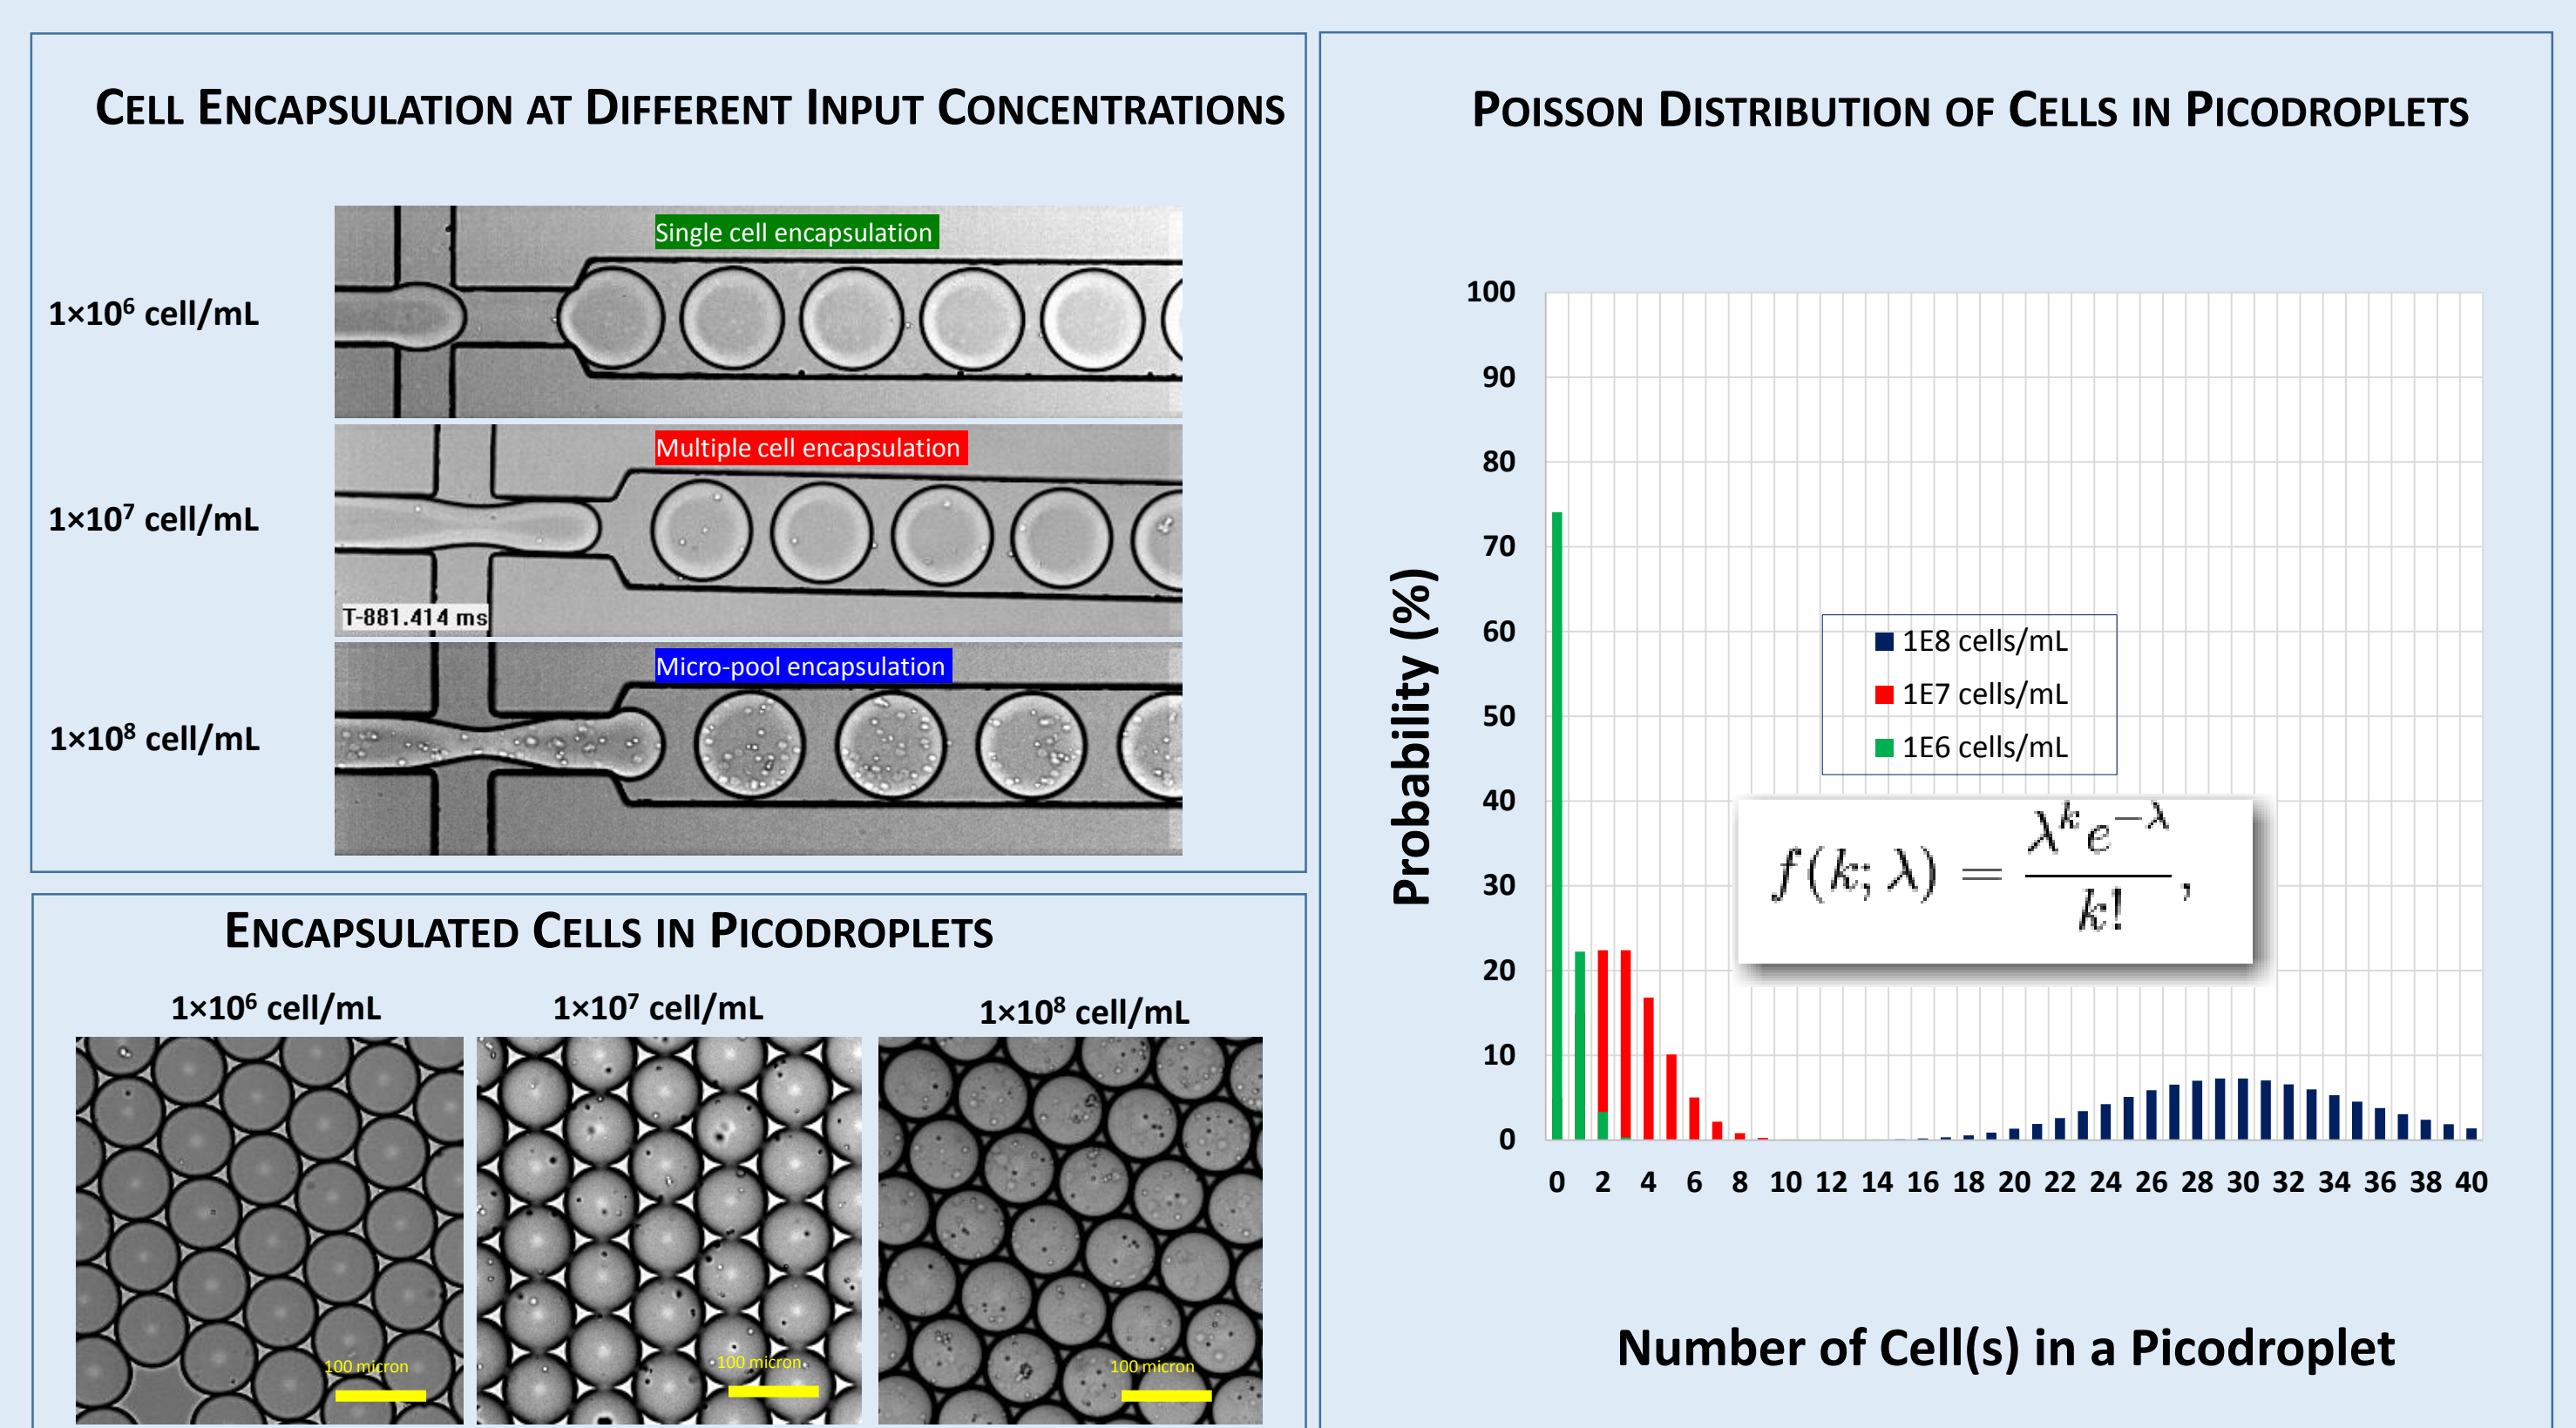 CELL ENCAPSULATION AT DIFFERENT INPUT CONCENTRATIONS
1×10⁶ cell/mL
Single cell encapsulation
1×10⁷ cell/mL
Multiple cell encapsulation
T-881.414 ms
1×10⁸ cell/mL
Micro-pool encapsulation
ENCAPSULATED CELLS IN PICODROPLETS
1×10⁶ cell/mL 1×10⁷ cell/mL 1×10⁸ cell/mL
100 micron 100 micron 100 micron
POISSON DISTRIBUTION OF CELLS IN PICODROPLETS
Probability (%)
100
90
80
70
60
50
40
30
20
10
0
1E8 cells/mL
1E7 cells/mL
1E6 cells/mL
f(k; λ) = λᵏe⁻λ / k!,
0 2 4 6 8 10 12 14 16 18 20 22 24 26 28 30 32 34 36 38 40
Number of Cell(s) in a Picodroplet